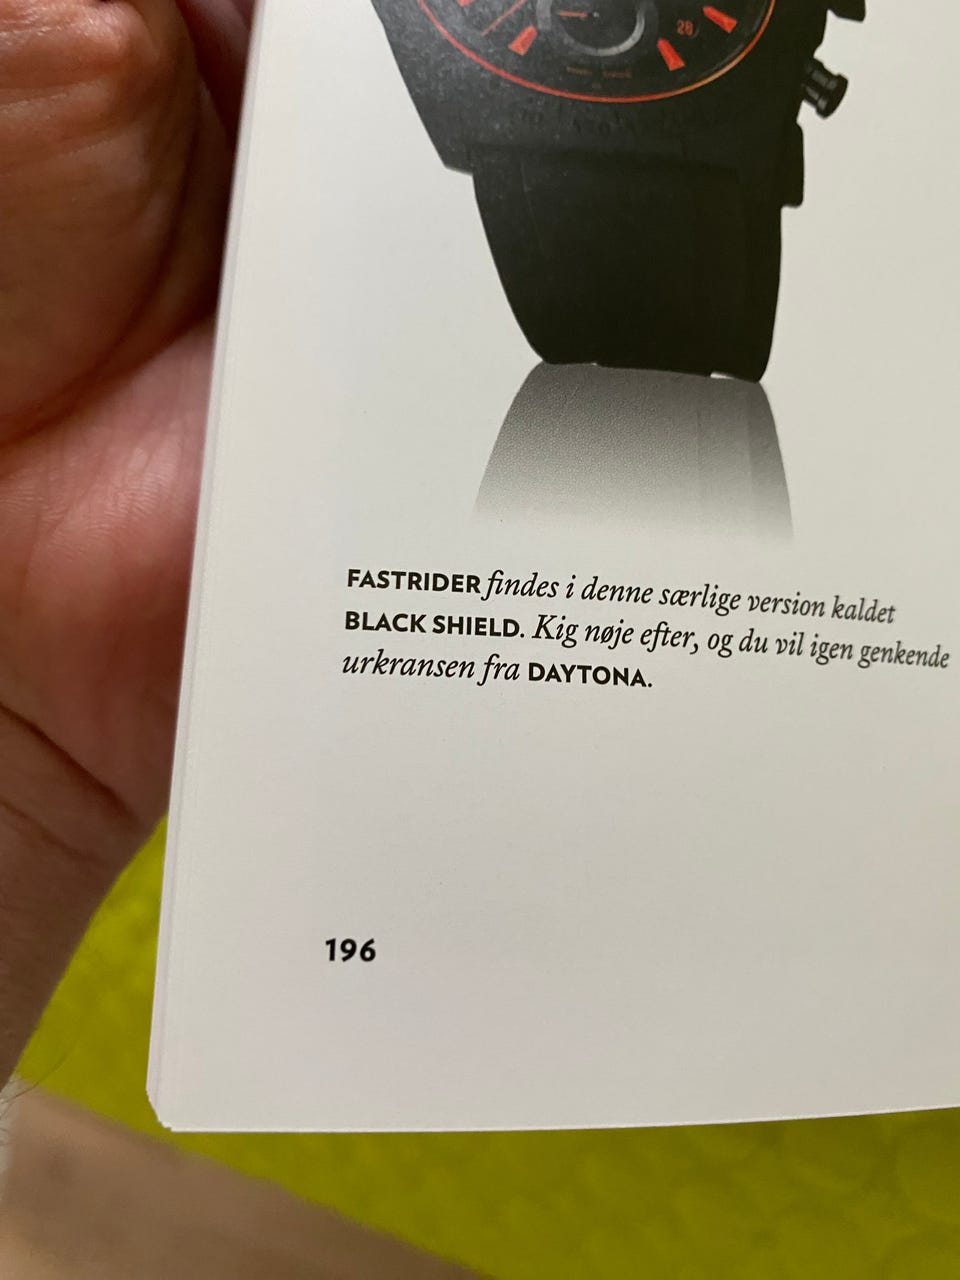 28
FASTRIDER findes i denne særlige version kaldet
BLACK SHIELD. Kig nøje efter, og du vil igen genkende
urkransen fra DAYTONA.
196